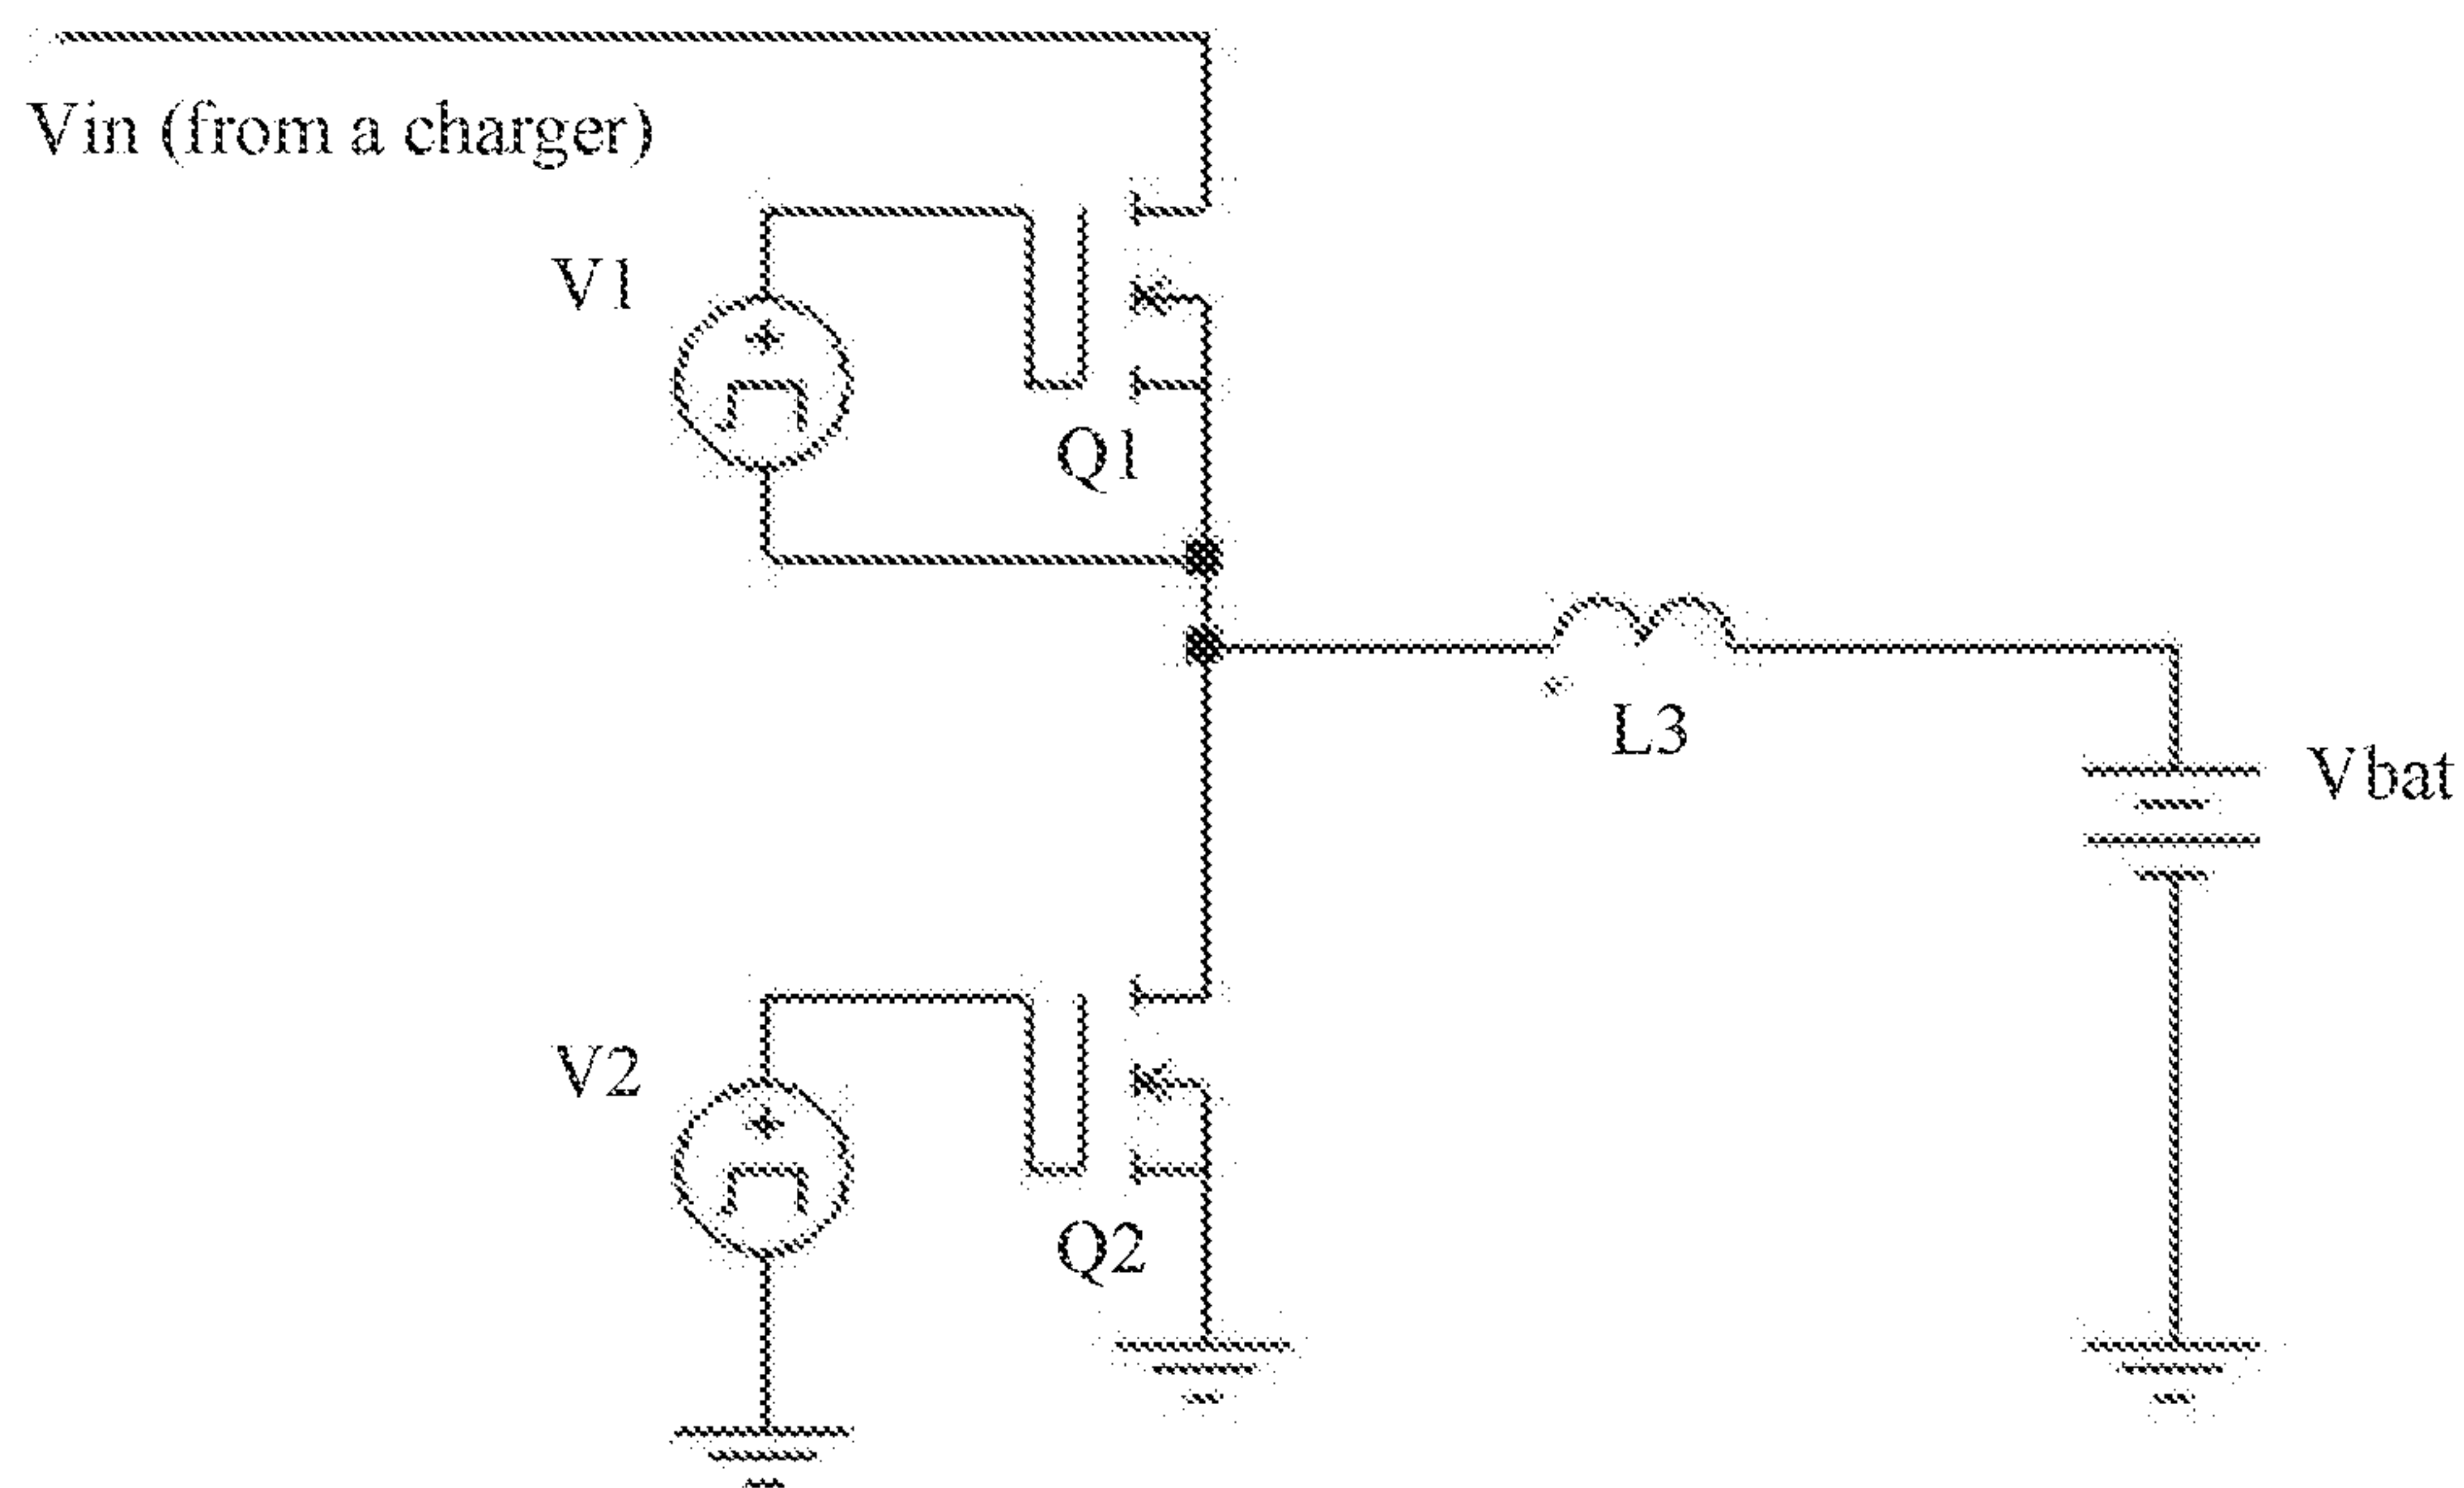 Vin (from a charger)
V1
Q1
L3
Vbat
V2
Q2